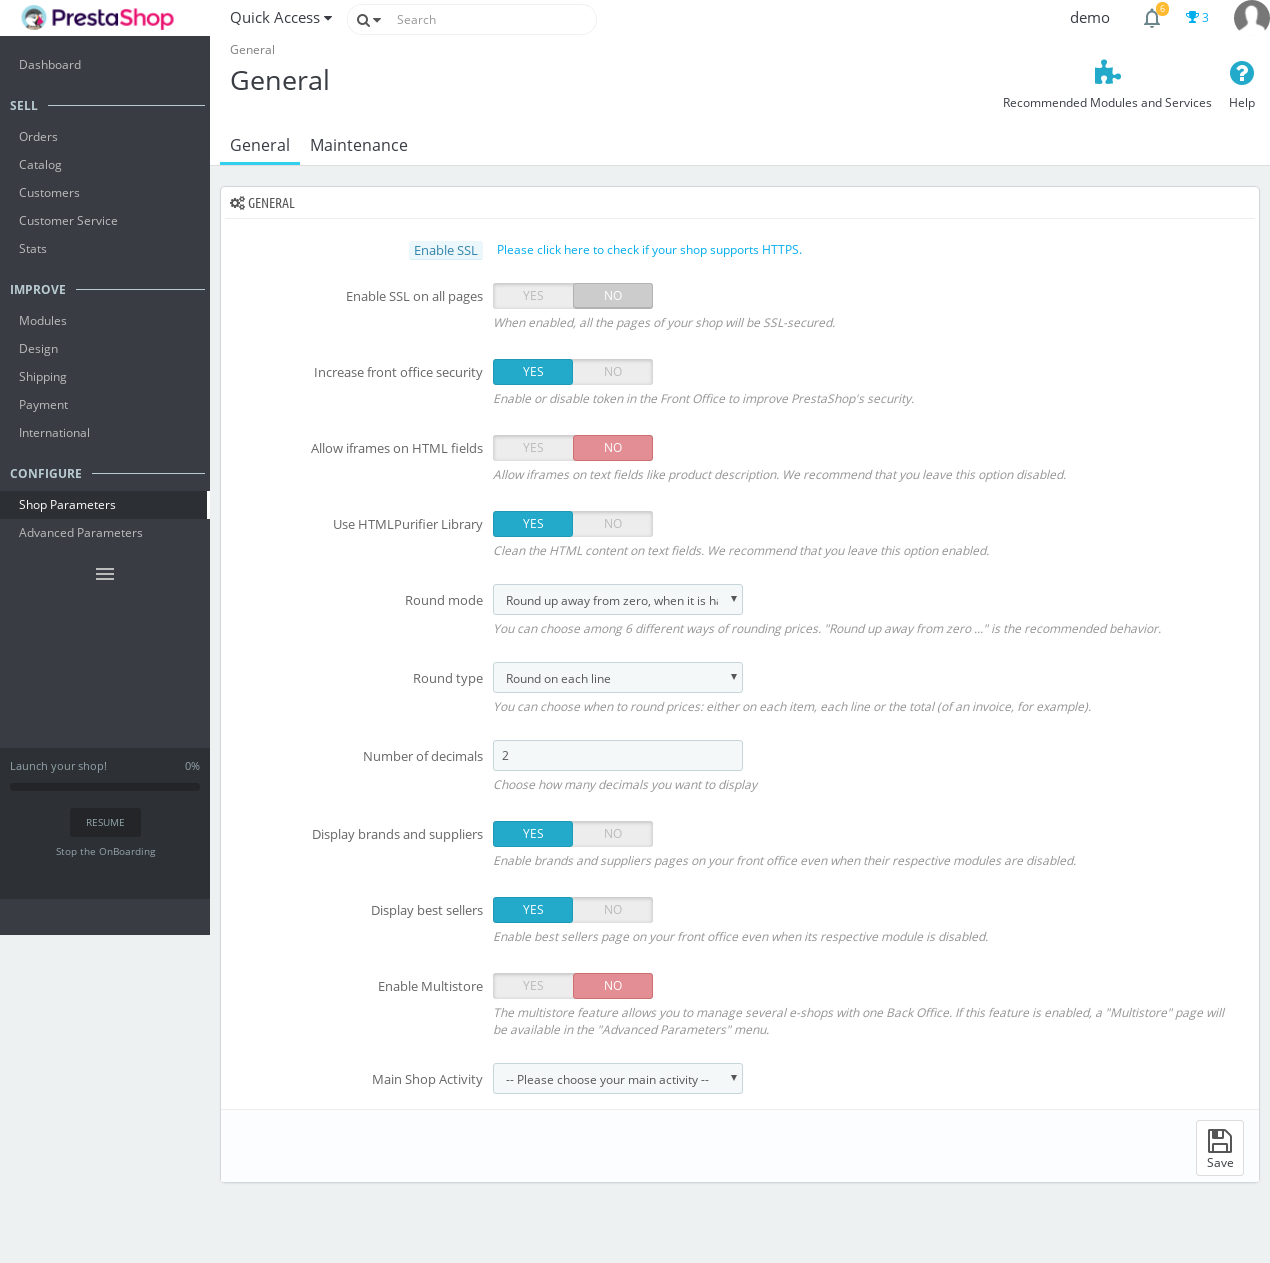 PrestaShop
Quick Access
Search
demo
6
3
General
General
Recommended Modules and Services
Help
General
Maintenance
Dashboard
SELL
Orders
Catalog
Customers
Customer Service
Stats
IMPROVE
Modules
Design
Shipping
Payment
International
CONFIGURE
Shop Parameters
Advanced Parameters
Launch your shop! 0%
RESUME
Stop the OnBoarding
GENERAL
Enable SSL Please click here to check if your shop supports HTTPS.
Enable SSL on all pages YES NO
When enabled, all the pages of your shop will be SSL-secured.
Increase front office security YES NO
Enable or disable token in the Front Office to improve PrestaShop's security.
Allow iframes on HTML fields YES NO
Allow iframes on text fields like product description. We recommend that you leave this option disabled.
Use HTMLPurifier Library YES NO
Clean the HTML content on text fields. We recommend that you leave this option enabled.
Round mode Round up away from zero, when it is ha
You can choose among 6 different ways of rounding prices. "Round up away from zero ..." is the recommended behavior.
Round type Round on each line
You can choose when to round prices: either on each item, each line or the total (of an invoice, for example).
Number of decimals 2
Choose how many decimals you want to display
Display brands and suppliers YES NO
Enable brands and suppliers pages on your front office even when their respective modules are disabled.
Display best sellers YES NO
Enable best sellers page on your front office even when its respective module is disabled.
Enable Multistore YES NO
The multistore feature allows you to manage several e-shops with one Back Office. If this feature is enabled, a "Multistore" page will
be available in the "Advanced Parameters" menu.
Main Shop Activity -- Please choose your main activity --
Save